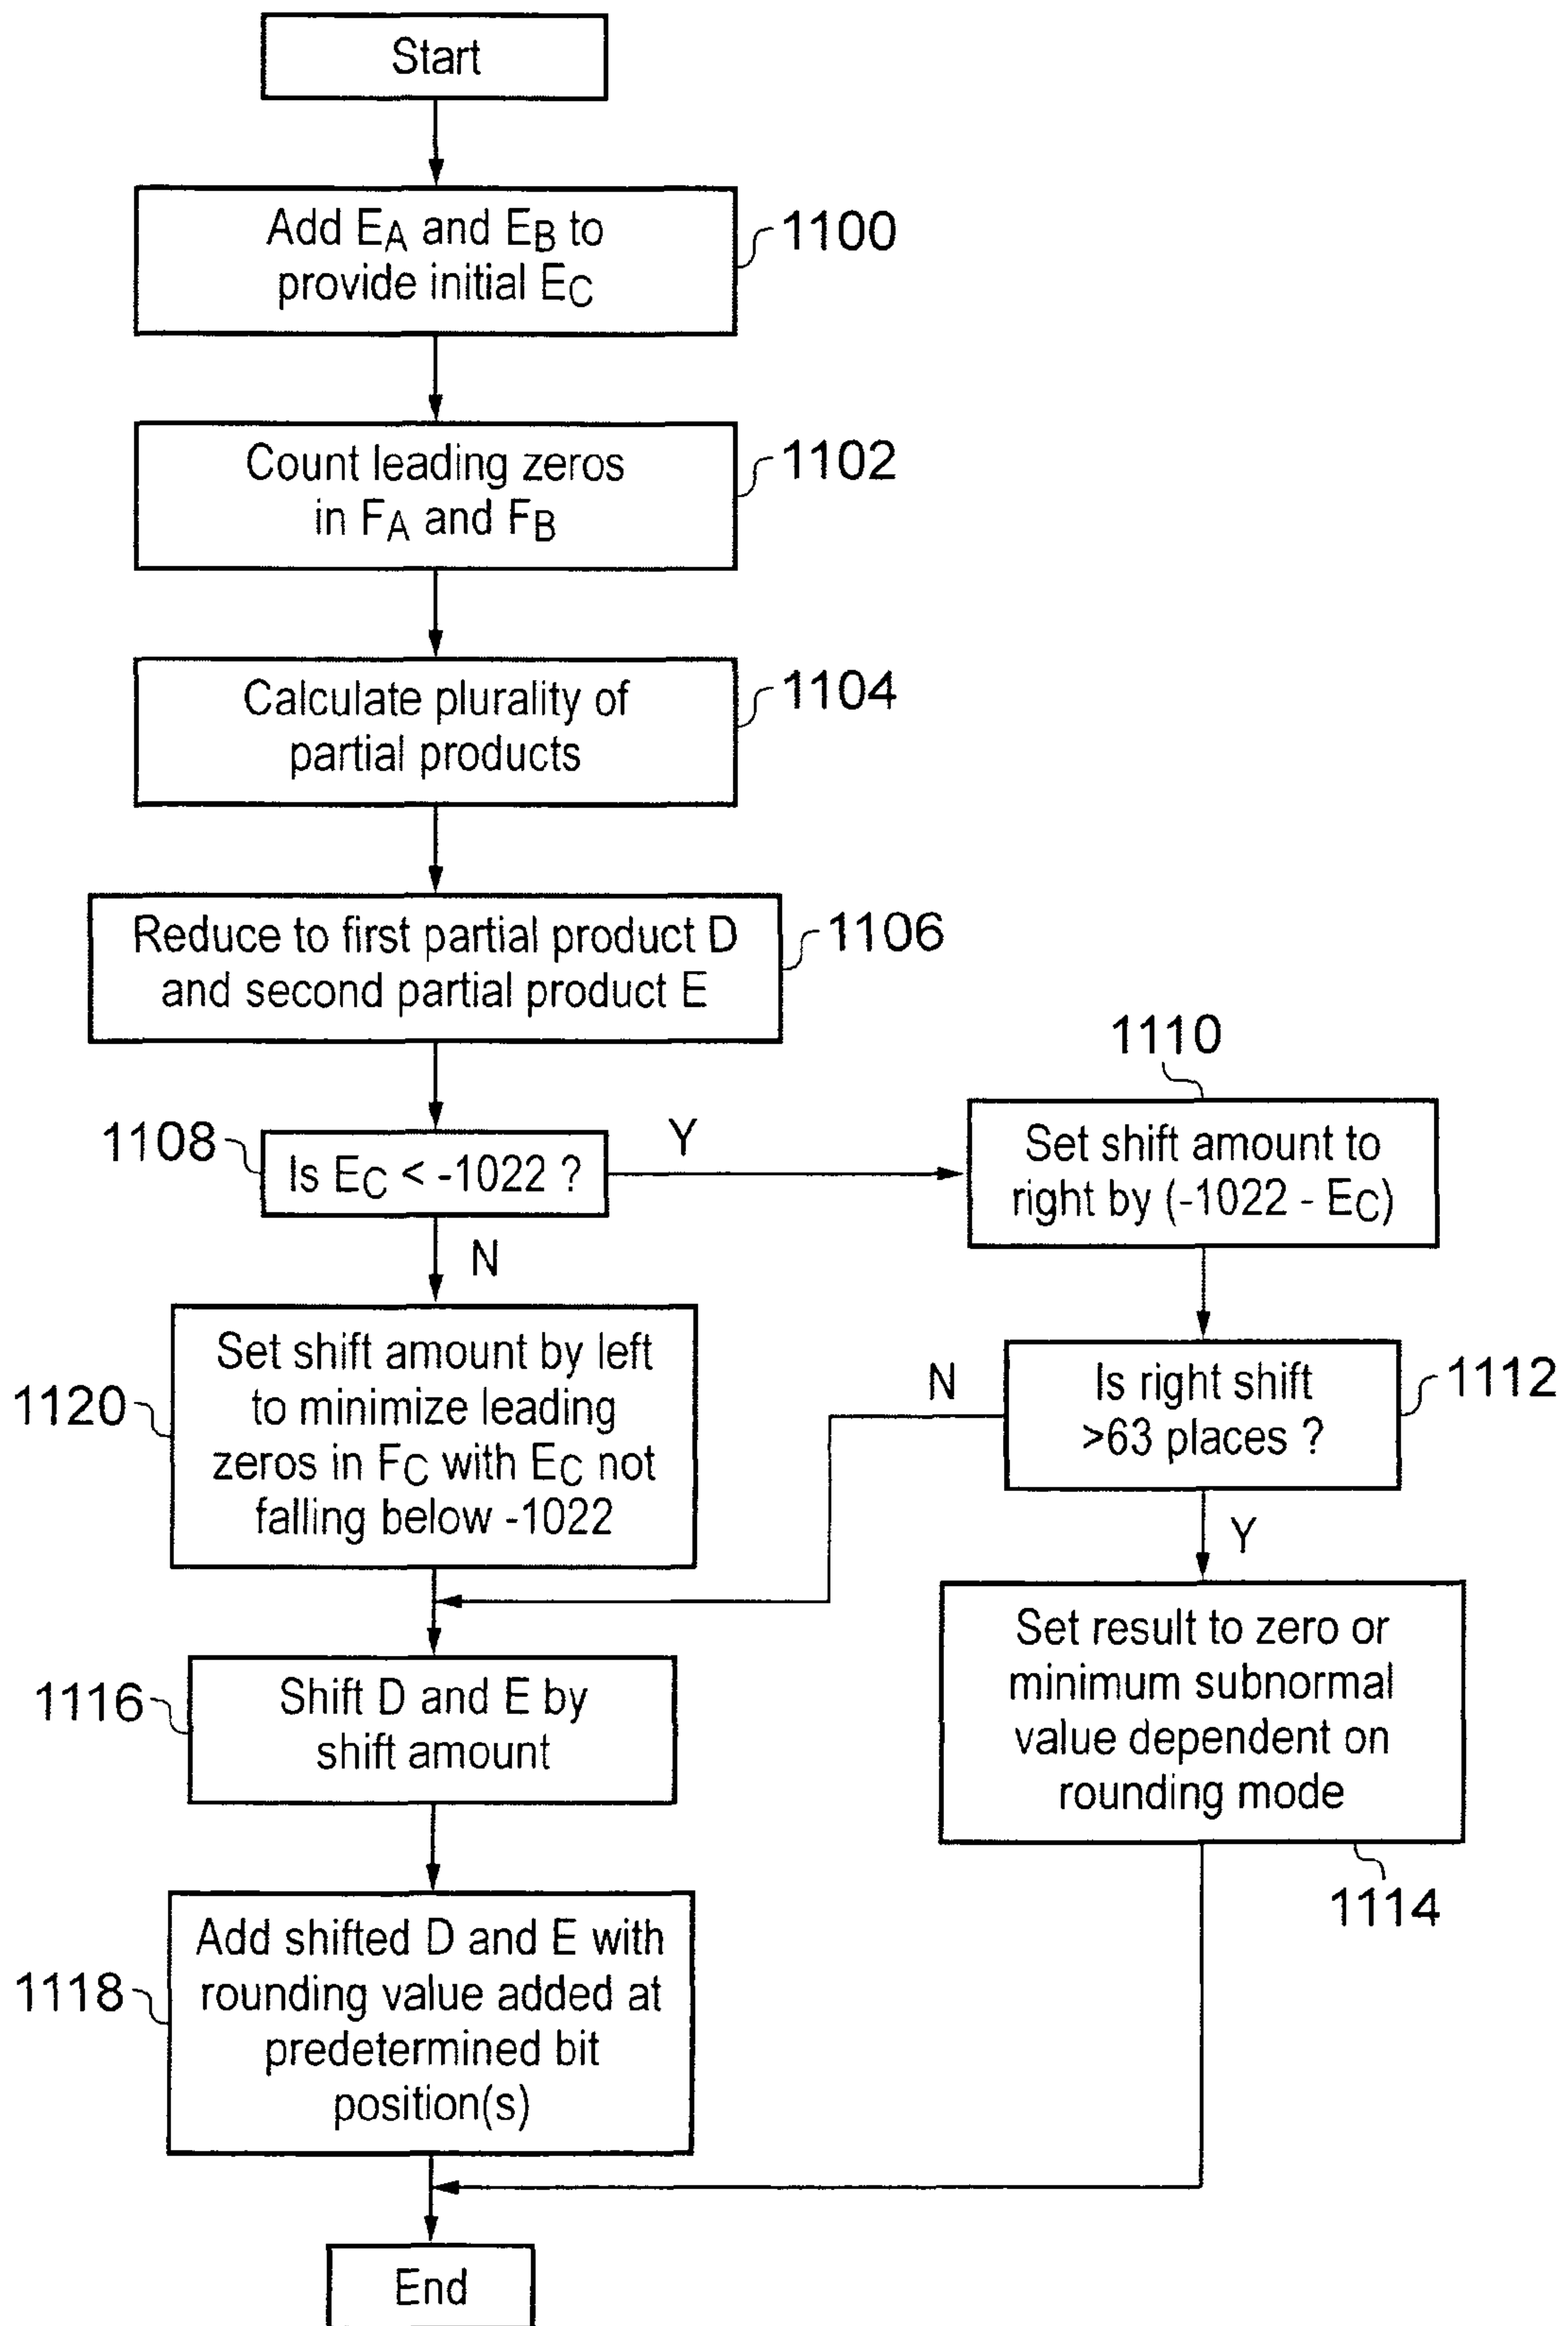 Start
Add EA and EB to
provide initial EC
1100
Count leading zeros
in FA and FB
1102
Calculate plurality of
partial products
1104
Reduce to first partial product D
and second partial product E
1106
1108
Is EC < -1022 ?
Y
N
1110
Set shift amount to
right by (-1022 - EC)
Is right shift
>63 places ?
1112
N
Y
1120
Set shift amount by left
to minimize leading
zeros in FC with EC not
falling below -1022
Set result to zero or
minimum subnormal
value dependent on
rounding mode
1114
1116
Shift D and E by
shift amount
1118
Add shifted D and E with
rounding value added at
predetermined bit
position(s)
End